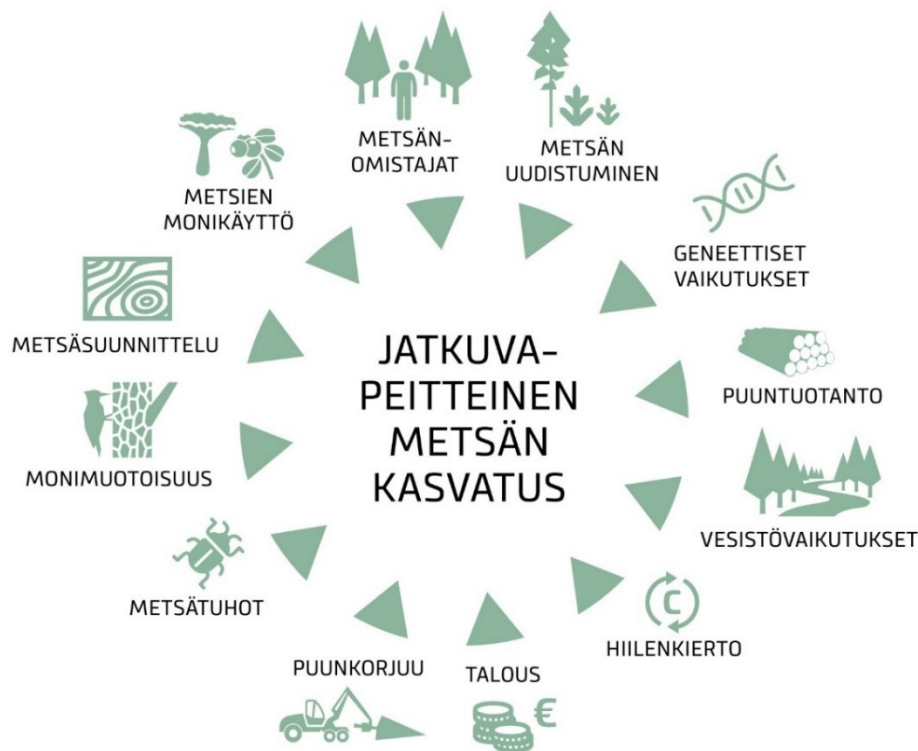 METSÄN-
OMISTAJAT
METSÄN
UUDISTUMINEN
GENEETTISET
VAIKUTUKSET
PUUNTUOTANTO
VESISTÖVAIKUTUKSET
C
HIILENKIERTO
TALOUS
€
PUUNKORJUU
METSÄTUHOT
MONIMUOTOISUUS
METSÄSUUNNITTELU
METSIEN
MONIKÄYTTÖ
JATKUVA-
PEITTEINEN
METSÄN
KASVATUS